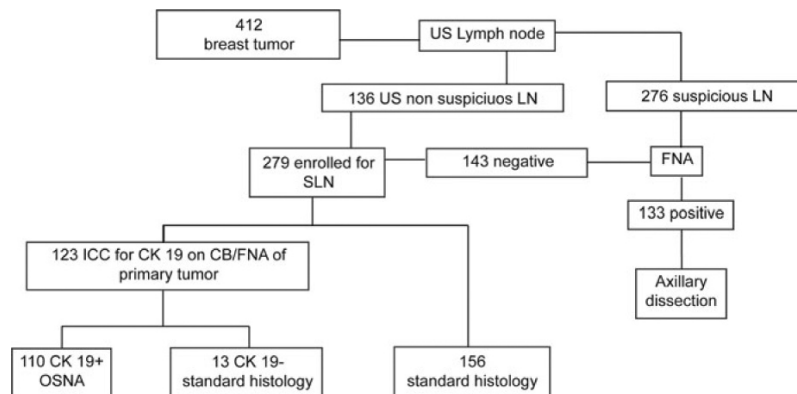 412
breast tumor
US Lymph node
136 US non suspiciuos LN
276 suspicious LN
279 enrolled for
SLN
143 negative
FNA
133 positive
123 ICC for CK 19 on CB/FNA of
primary tumor
Axillary
dissection
110 CK 19+
OSNA
13 CK 19-
standard histology
156
standard histology